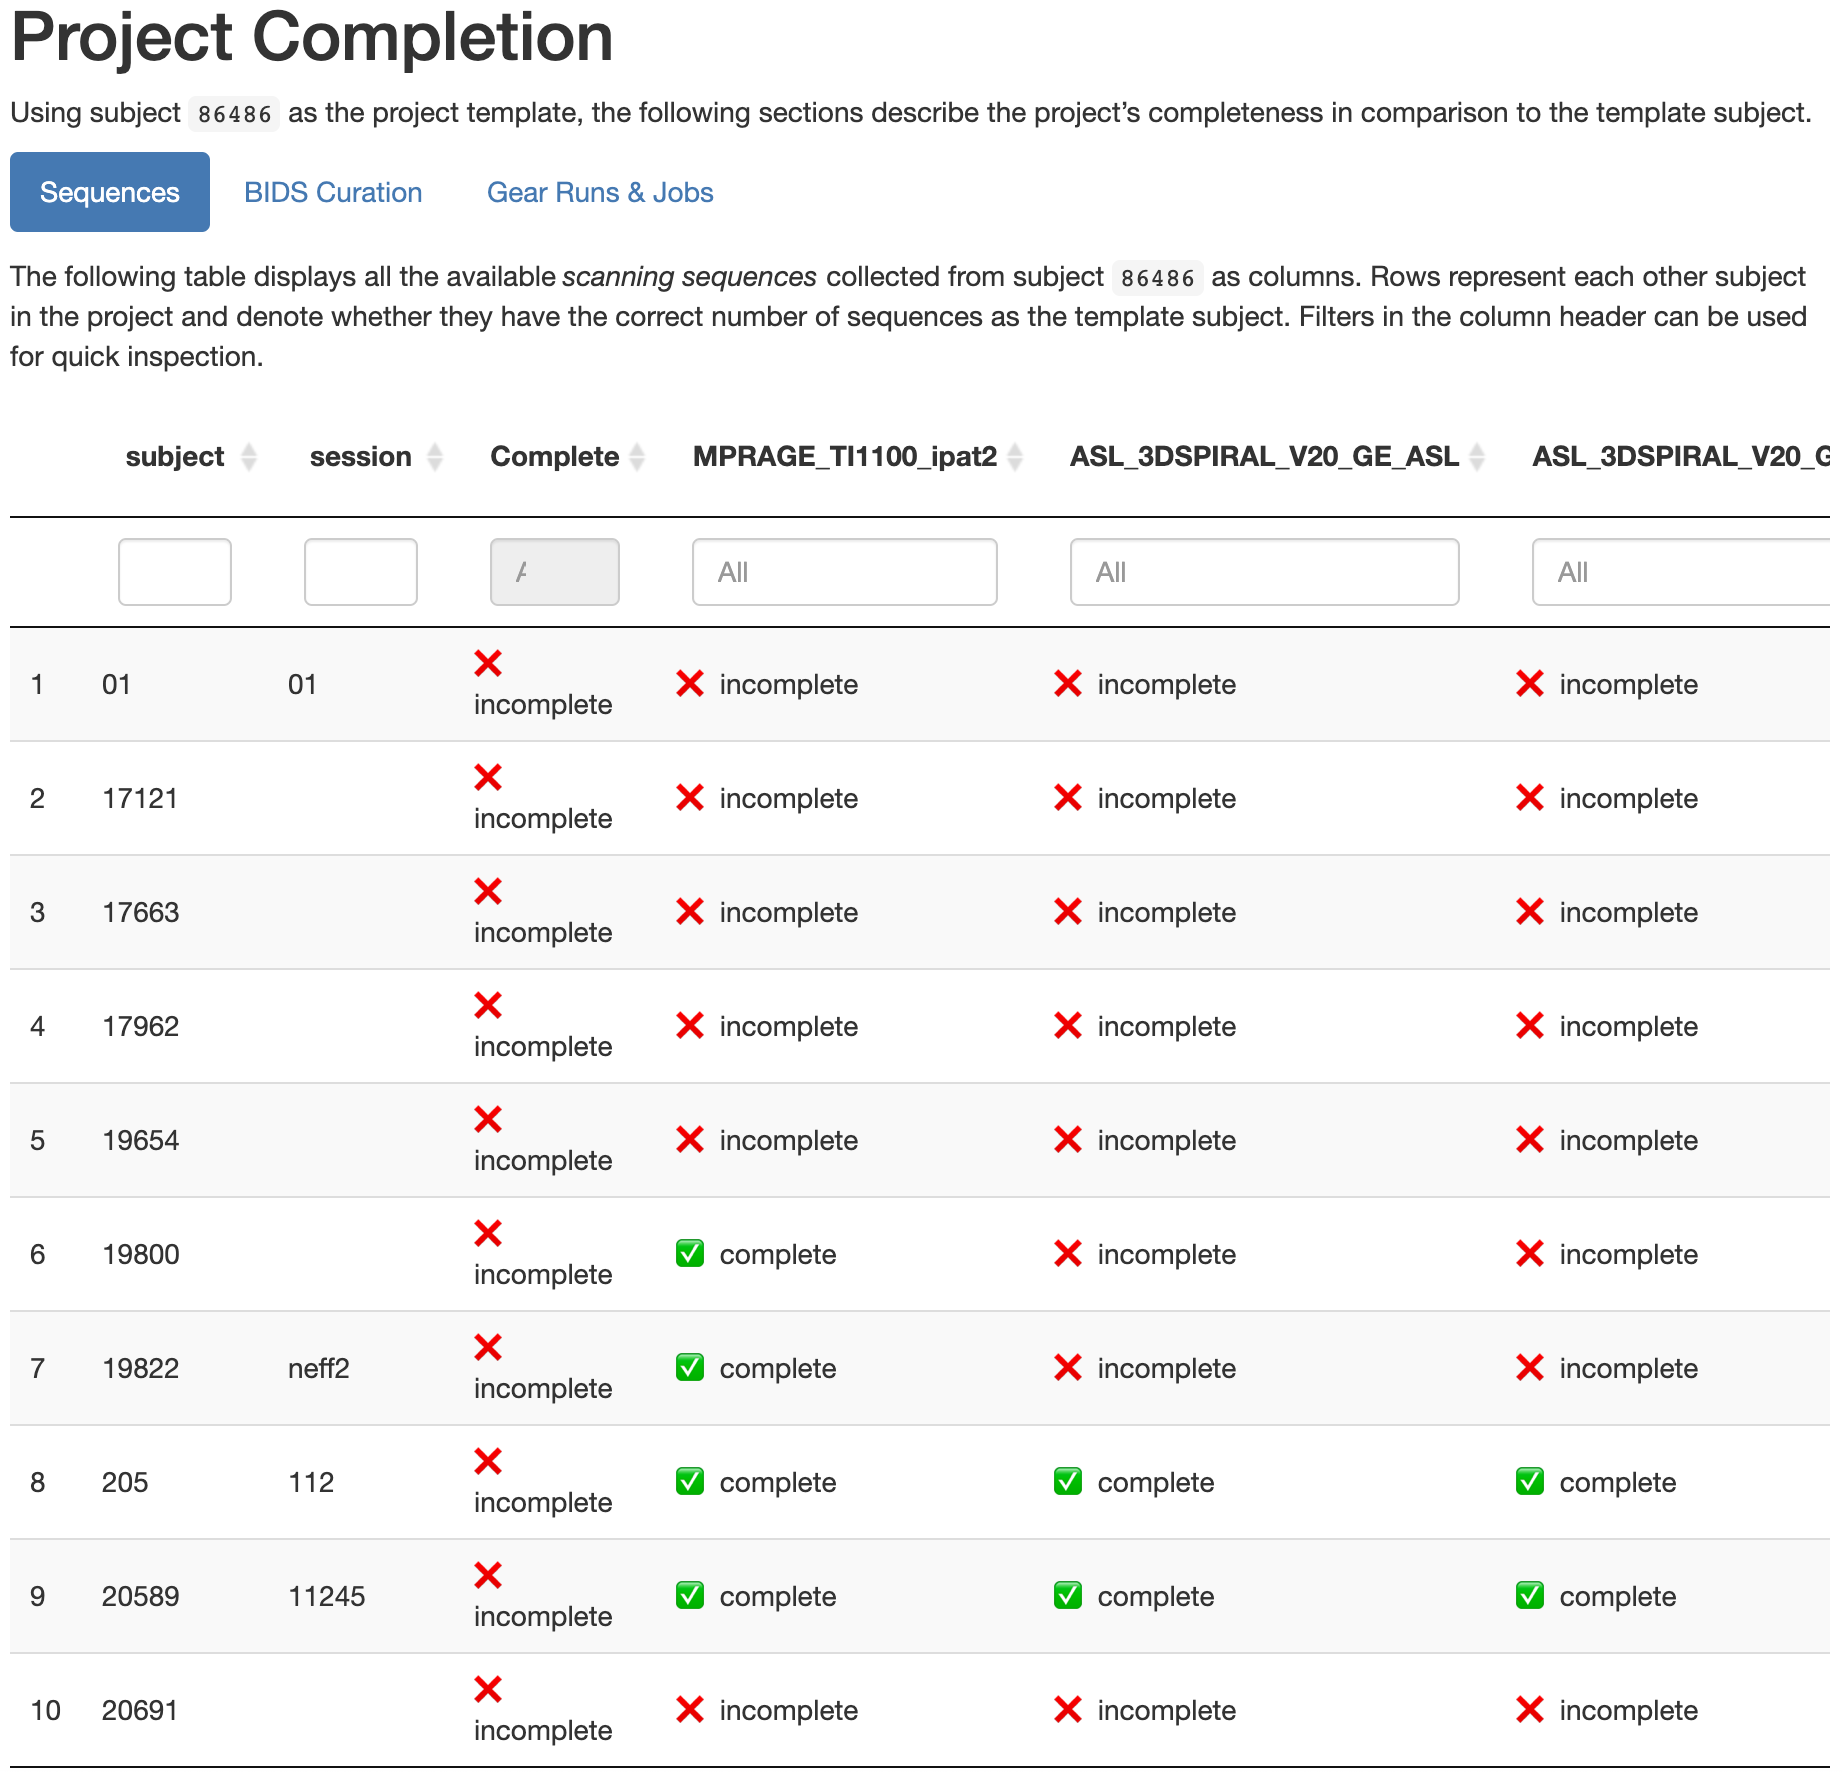 Project Completion
Using subject 86486 as the project template, the following sections describe the project’s completeness in comparison to the template subject.
Sequences BIDS Curation Gear Runs & Jobs
The following table displays all the available scanning sequences collected from subject 86486 as columns. Rows represent each other subject
in the project and denote whether they have the correct number of sequences as the template subject. Filters in the column header can be used
for quick inspection.
subject session Complete MPRAGE_TI1100_ipat2 ASL_3DSPIRAL_V20_GE_ASL ASL_3DSPIRAL_V20_G
All All All
1 01 01 ❌ incomplete ❌ incomplete ❌ incomplete ❌ incomplete
2 17121 ❌ incomplete ❌ incomplete ❌ incomplete ❌ incomplete
3 17663 ❌ incomplete ❌ incomplete ❌ incomplete ❌ incomplete
4 17962 ❌ incomplete ❌ incomplete ❌ incomplete ❌ incomplete
5 19654 ❌ incomplete ❌ incomplete ❌ incomplete ❌ incomplete
6 19800 ❌ incomplete ✅ complete ❌ incomplete ❌ incomplete
7 19822 neff2 ❌ incomplete ✅ complete ❌ incomplete ❌ incomplete
8 205 112 ❌ incomplete ✅ complete ✅ complete ✅ complete
9 20589 11245 ❌ incomplete ✅ complete ✅ complete ✅ complete
10 20691 ❌ incomplete ❌ incomplete ❌ incomplete ❌ incomplete